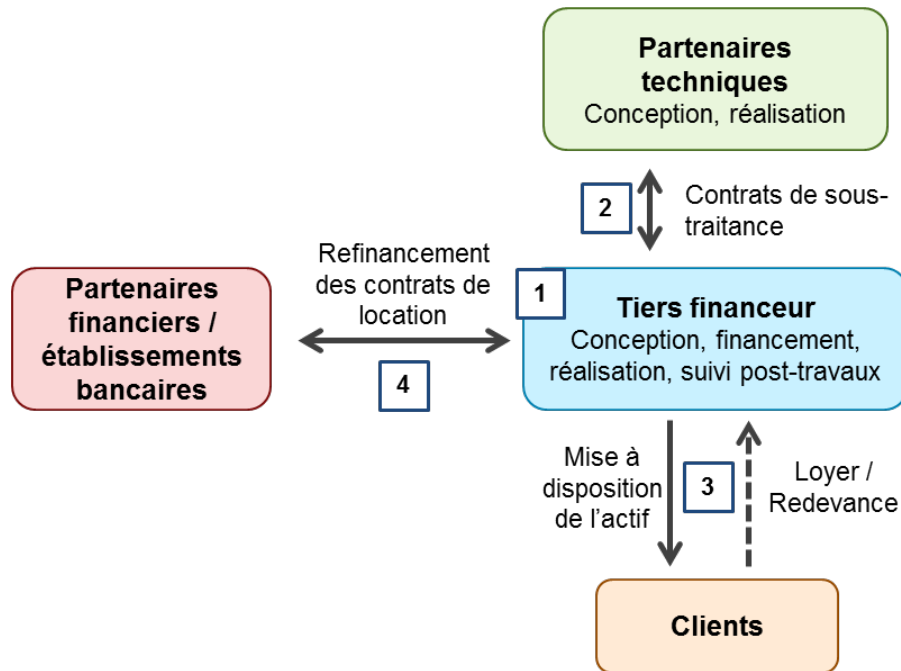 Partenaires
techniques
Conception, réalisation
2
Contrats de sous-
traitance
Refinancement
des contrats de
location
4
Partenaires
financiers /
établissements
bancaires
1
Tiers financeur
Conception, financement,
réalisation, suivi post-travaux
Mise à
disposition
de l’actif
3
Loyer /
Redevance
Clients